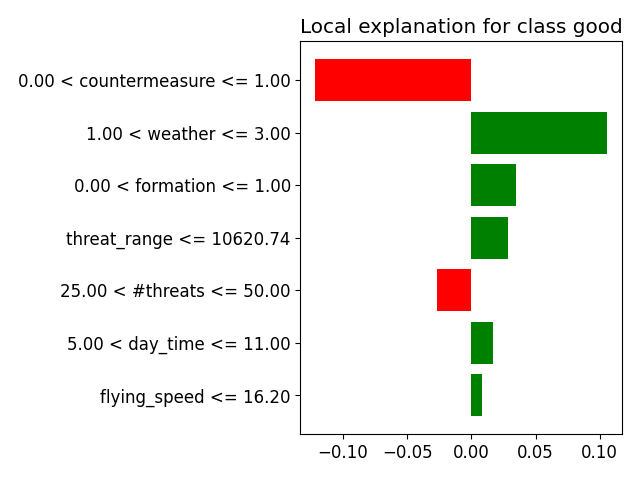 Local explanation for class good
0.00 < countermeasure <= 1.00
1.00 < weather <= 3.00
0.00 < formation <= 1.00
threat_range <= 10620.74
25.00 < #threats <= 50.00
5.00 < day_time <= 11.00
flying_speed <= 16.20
−0.10 −0.05 0.00 0.05 0.10